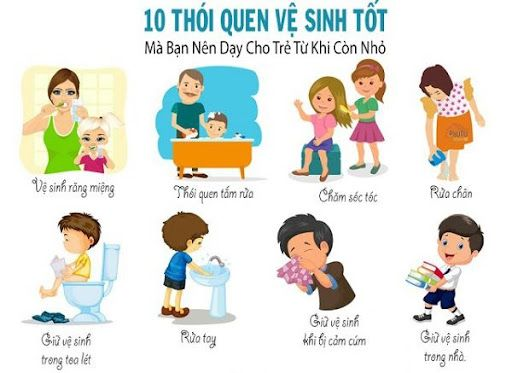 10 THÓI QUEN VỆ SINH TỐT
Mà Bạn Nên Dạy Cho Trẻ Từ Khi Còn Nhỏ
Vệ sinh răng miệng
Thói quen tắm rửa
Chăm sóc tóc
Rửa chân
Giữ vệ sinh
trong toa lét
Rửa tay
Giữ vệ sinh
khi bị cảm cúm
Giữ vệ sinh
trong nhà.